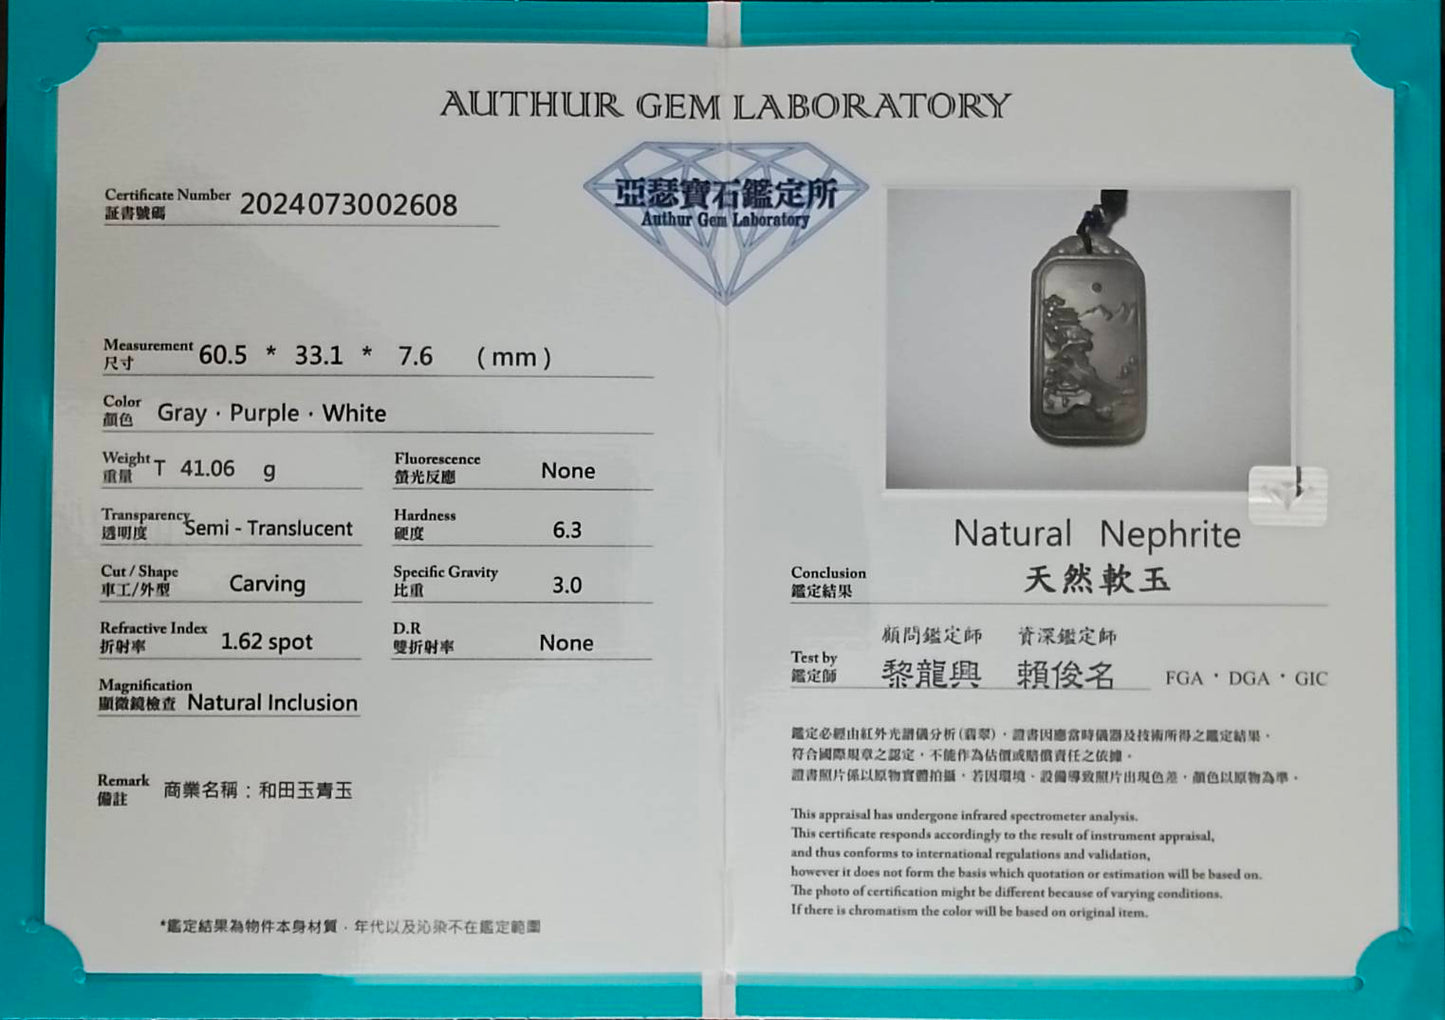 AUTHUR GEM LABORATORY
亞瑟寶石鑑定所
Authur Gem Laboratory
Certificate Number 2024073002608
証書號碼
Measurement 60.5 * 33.1 * 7.6 (mm)
尺寸
Color Gray · Purple · White
顏色
Weight T 41.06 g
重量
Fluorescence None
螢光反應
Transparency Semi - Translucent
透明度
Hardness 6.3
硬度
Cut / Shape Carving
車工/外型
Specific Gravity 3.0
比重
Refractive Index 1.62 spot
折射率
D.R None
雙折射率
Magnification Natural Inclusion
顯微鏡檢查
Remark 商業名稱：和田玉青玉
備註
*鑑定結果為物件本身材質，年代以及沁染不在鑑定範圍
Natural Nephrite
Conclusion 天然軟玉
鑑定結果
顧問鑑定師 資深鑑定師
Test by
鑑定師 黎龍興 賴俊名 FGA · DGA · GIC
鑑定必經由紅外光譜儀分析(翡翠)，證書因應當時儀器及技術所得之鑑定結果，
符合國際規章之認定，不能作為估價或賠償責任之依據。
證書照片係以原物實體拍攝，若因環境、設備導致照片出現色差，顏色以原物為準。
This appraisal has undergone infrared spectrometer analysis.
This certificate responds accordingly to the result of instrument appraisal,
and thus conforms to international regulations and validation,
however it does not form the basis which quotation or estimation will be based on.
The photo of certification might be different because of varying conditions.
If there is chromatism the color will be based on original item.